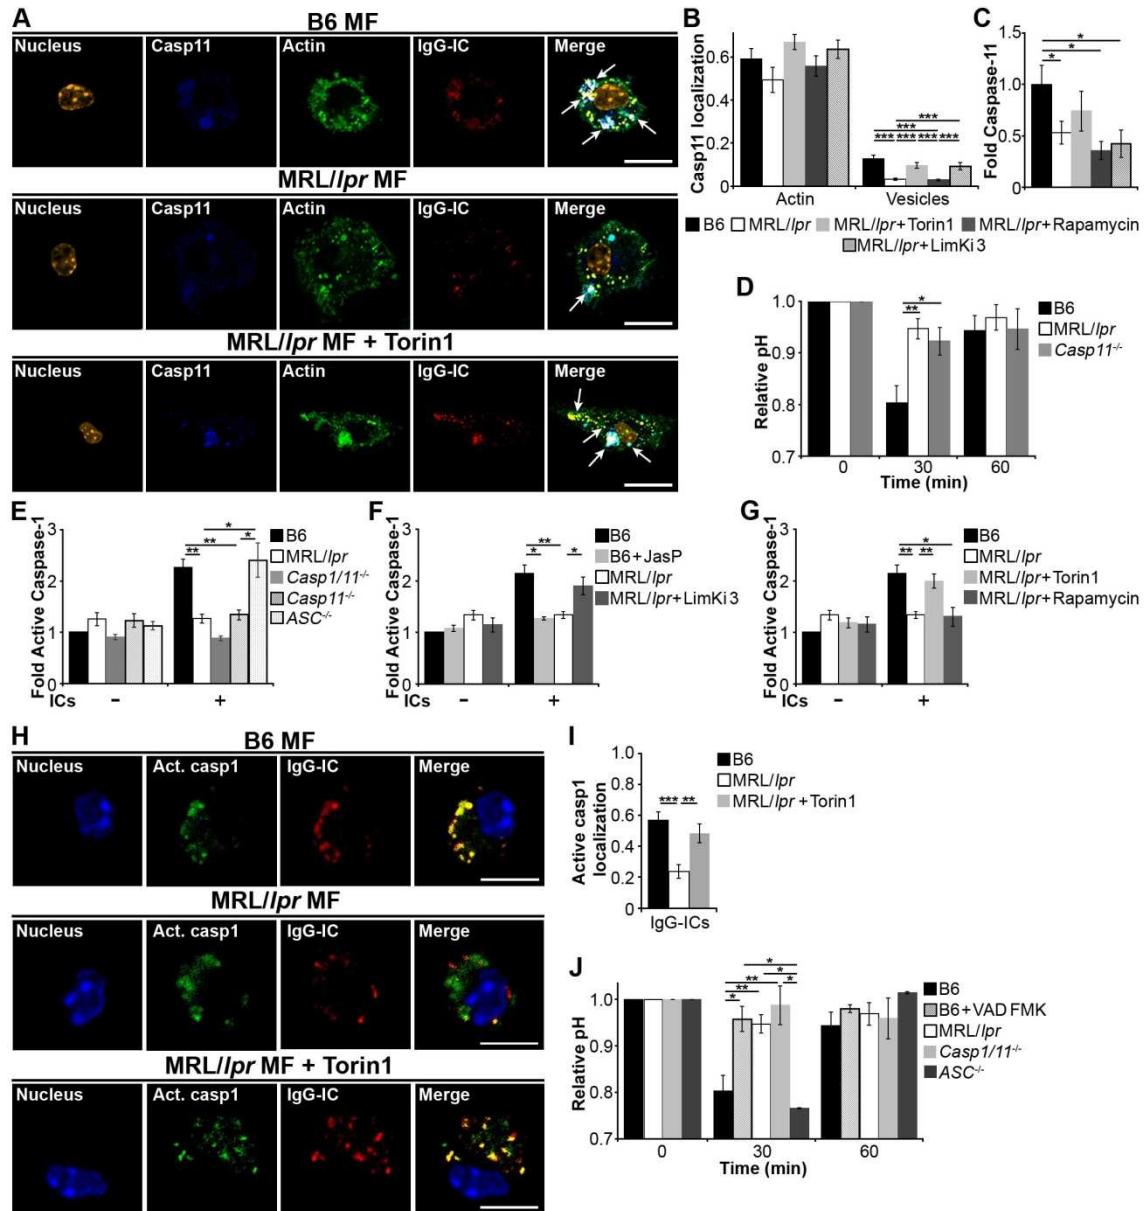 A
B6 MF
Nucleus Casp11 Actin IgG-IC Merge
MRL/lpr MF
Nucleus Casp11 Actin IgG-IC Merge
MRL/lpr MF + Torin1
Nucleus Casp11 Actin IgG-IC Merge
B
Casp11 localization
0.6
0.4
0.2
0
*** ***
***
*** *** *** ***
Actin Vesicles
C
Fold Caspase-11
1.5
1.0
0.5
0
*
*
*
B6 MRL/lpr MRL/lpr+Torin1 MRL/lpr+Rapamycin
MRL/lpr+LimKi 3
D
Relative pH
1.0
0.9
0.8
0.7
*
**
0 30 60
Time (min)
B6
MRL/lpr
Casp11-/-
E
Fold Active Caspase-1
3
2
1
0
*
** *
**
ICs - +
B6
MRL/lpr
Casp1/11-/-
Casp11-/-
ASC-/-
F
Fold Active Caspase-1
3
2
1
0
**
* *
ICs - +
B6
B6+JasP
MRL/lpr
MRL/lpr+LimKi 3
G
Fold Active Caspase-1
3
2
1
0
*
** **
ICs - +
B6
MRL/lpr
MRL/lpr+Torin1
MRL/lpr+Rapamycin
H
B6 MF
Nucleus Act. casp1 IgG-IC Merge
MRL/lpr MF
Nucleus Act. casp1 IgG-IC Merge
MRL/lpr MF + Torin1
Nucleus Act. casp1 IgG-IC Merge
I
Active casp1
localization
1.0
0.8
0.6
0.4
0.2
0
*** **
IgG-ICs
B6
MRL/lpr
MRL/lpr +Torin1
J
Relative pH
1.0
0.9
0.8
0.7
*
** *
** *
*
0 30 60
Time (min)
B6
B6+VAD FMK
MRL/lpr
Casp1/11-/-
ASC-/-